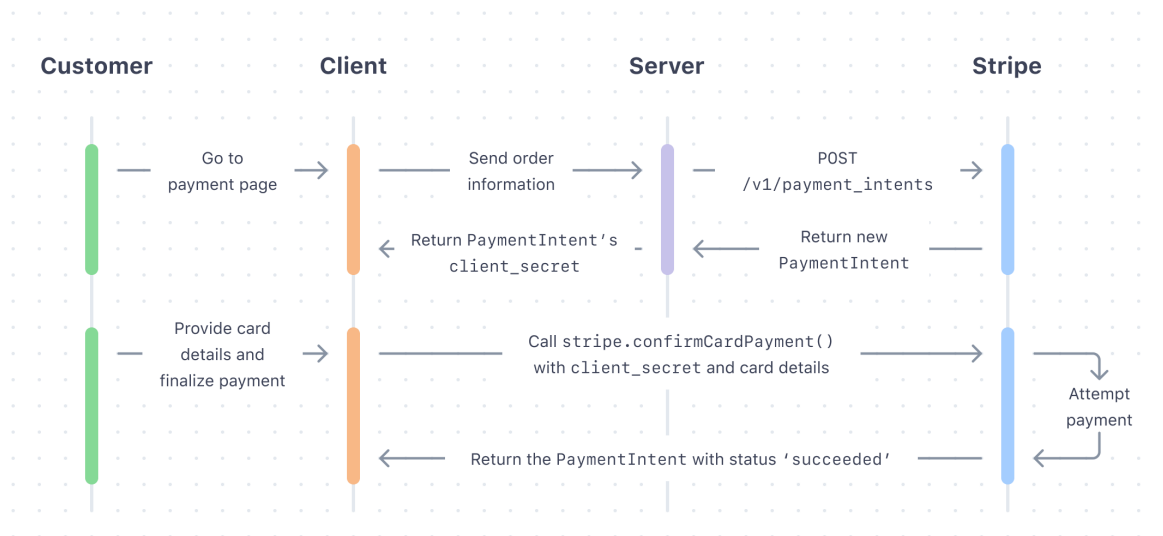 Customer
Client
Server
Stripe
Go to
payment page
Send order
information
POST
/v1/payment_intents
Return PaymentIntent’s
client_secret
Return new
PaymentIntent
Provide card
details and
finalize payment
Call stripe.confirmCardPayment()
with client_secret and card details
Attempt
payment
Return the PaymentIntent with status ‘succeeded’